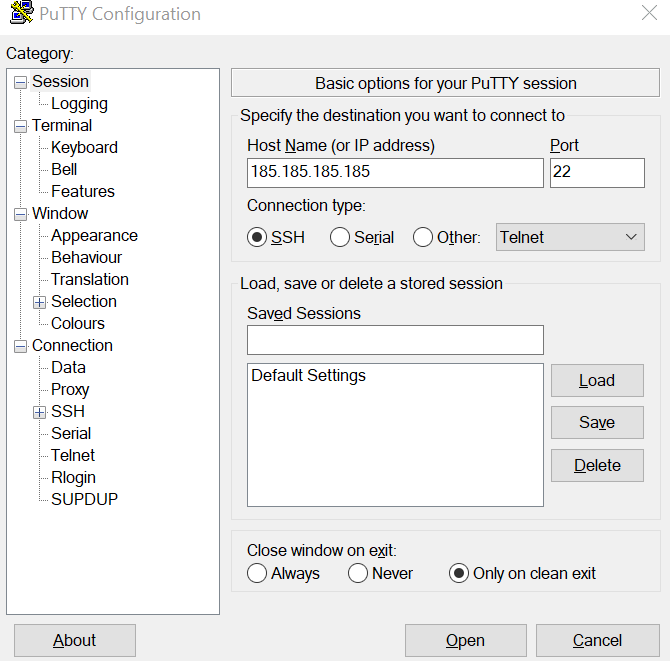 PuTTY Configuration
Category:
Session
Logging
Terminal
Keyboard
Bell
Features
Window
Appearance
Behaviour
Translation
Selection
Colours
Connection
Data
Proxy
SSH
Serial
Telnet
Rlogin
SUPDUP
Basic options for your PuTTY session
Specify the destination you want to connect to
Host Name (or IP address) Port
185.185.185.185 22
Connection type:
SSH Serial Other: Telnet
Load, save or delete a stored session
Saved Sessions
Default Settings
Load
Save
Delete
Close window on exit:
Always Never Only on clean exit
About Open Cancel